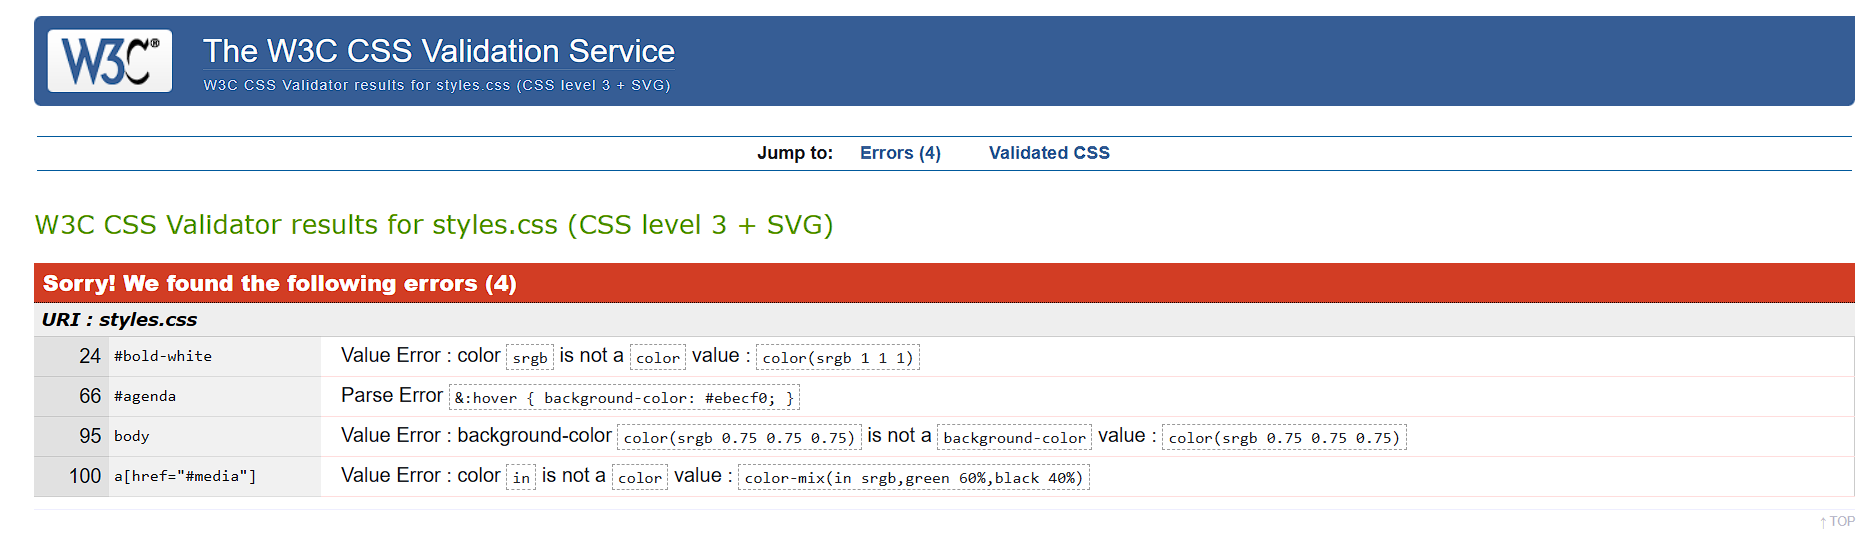 W3C®
The W3C CSS Validation Service
W3C CSS Validator results for styles.css (CSS level 3 + SVG)
Jump to: Errors (4) Validated CSS
W3C CSS Validator results for styles.css (CSS level 3 + SVG)
Sorry! We found the following errors (4)
URI : styles.css
24 #bold-white Value Error : color srgb is not a color value : color(srgb 1 1 1)
66 #agenda Parse Error &:hover { background-color: #ebecf0; }
95 body Value Error : background-color color(srgb 0.75 0.75 0.75) is not a background-color value : color(srgb 0.75 0.75 0.75)
100 a[href="#media"] Value Error : color in is not a color value : color-mix(in srgb,green 60%,black 40%)
↑ TOP